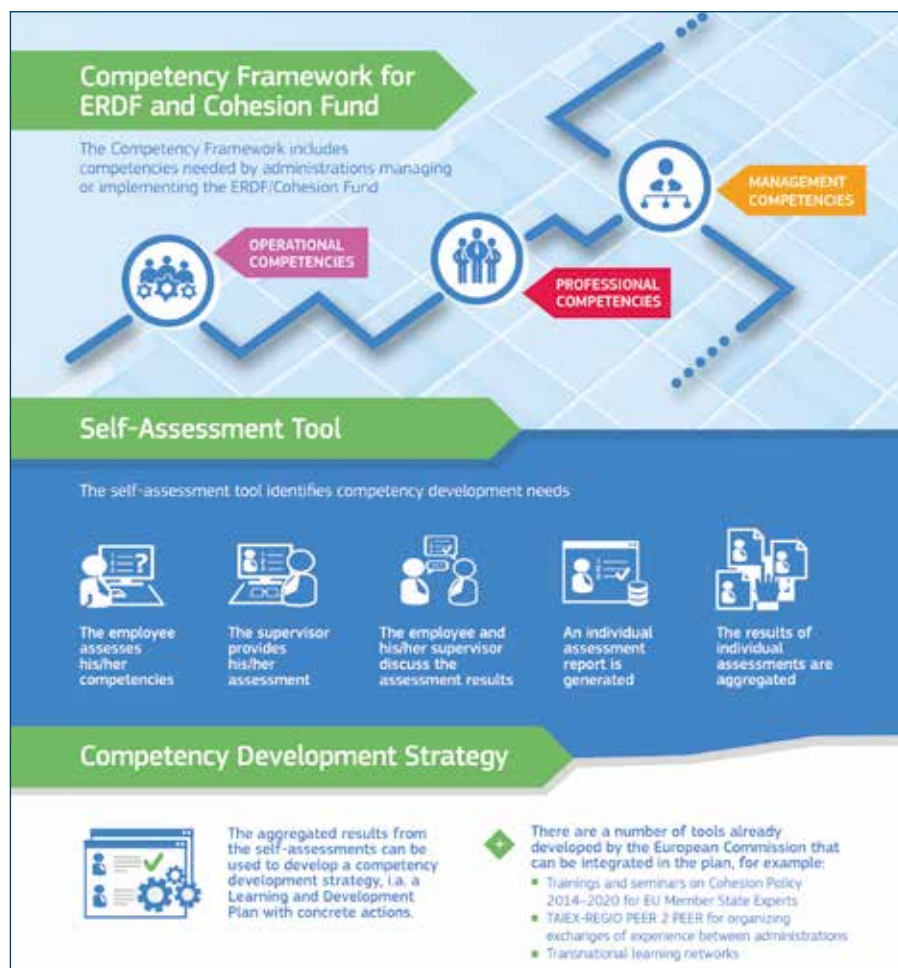 Competency Framework for
ERDF and Cohesion Fund
The Competency Framework includes
competencies needed by administrations managing
or implementing the ERDF/Cohesion Fund
MANAGEMENT
COMPETENCIES
OPERATIONAL
COMPETENCIES
PROFESSIONAL
COMPETENCIES
Self-Assessment Tool
The self-assessment tool identifies competency development needs
The employee
assesses
his/her
competencies
The supervisor
provides
his/her
assessment
The employee and
his/her supervisor
discuss the
assessment results
An individual
assessment
report is
generated
The results of
individual
assessments are
aggregated
Competency Development Strategy
The aggregated results from
the self-assessments can be
used to develop a competency
development strategy, i.a. a
Learning and Development
Plan with concrete actions.
There are a number of tools already
developed by the European Commission that
can be integrated in the plan, for example:
Trainings and seminars on Cohesion Policy
2014–2020 for EU Member State Experts
TAIEX-REGIO PEER 2 PEER for organizing
exchanges of experience between administrations
Transnational learning networks